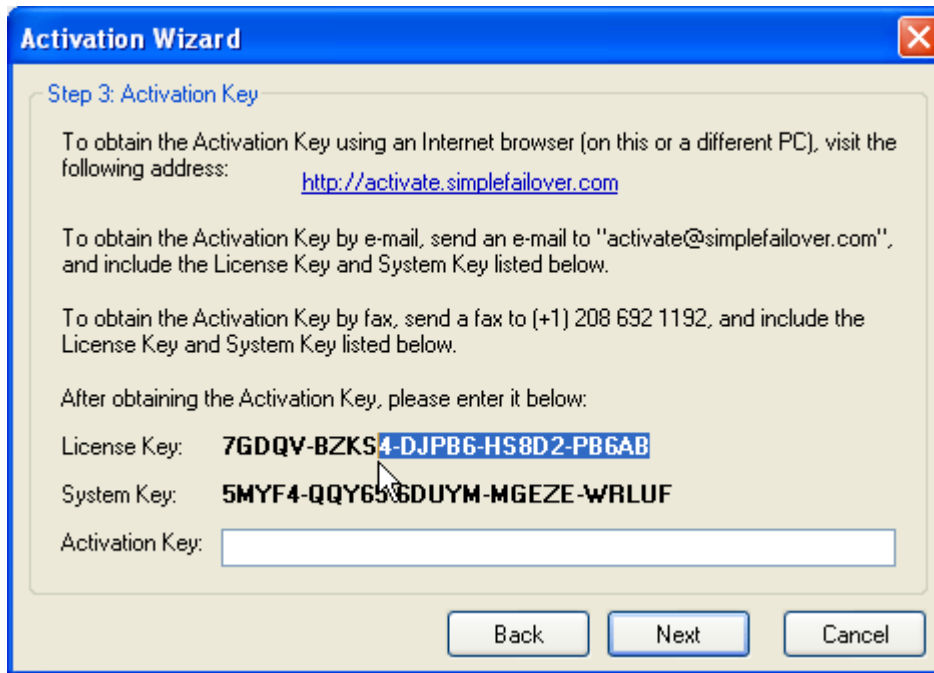 Activation Wizard
Step 3: Activation Key
To obtain the Activation Key using an Internet browser (on this or a different PC), visit the
following address:
http://activate.simplefailover.com
To obtain the Activation Key by e-mail, send an e-mail to "activate@simplefailover.com",
and include the License Key and System Key listed below.
To obtain the Activation Key by fax, send a fax to (+1) 208 692 1192, and include the
License Key and System Key listed below.
After obtaining the Activation Key, please enter it below:
License Key: 7GDQV-BZKS4-DJPB6-HS8D2-PB6AB
System Key: 5MYF4-QQY65-6DUYM-MGEZE-WRLUF
Activation Key:
Back Next Cancel